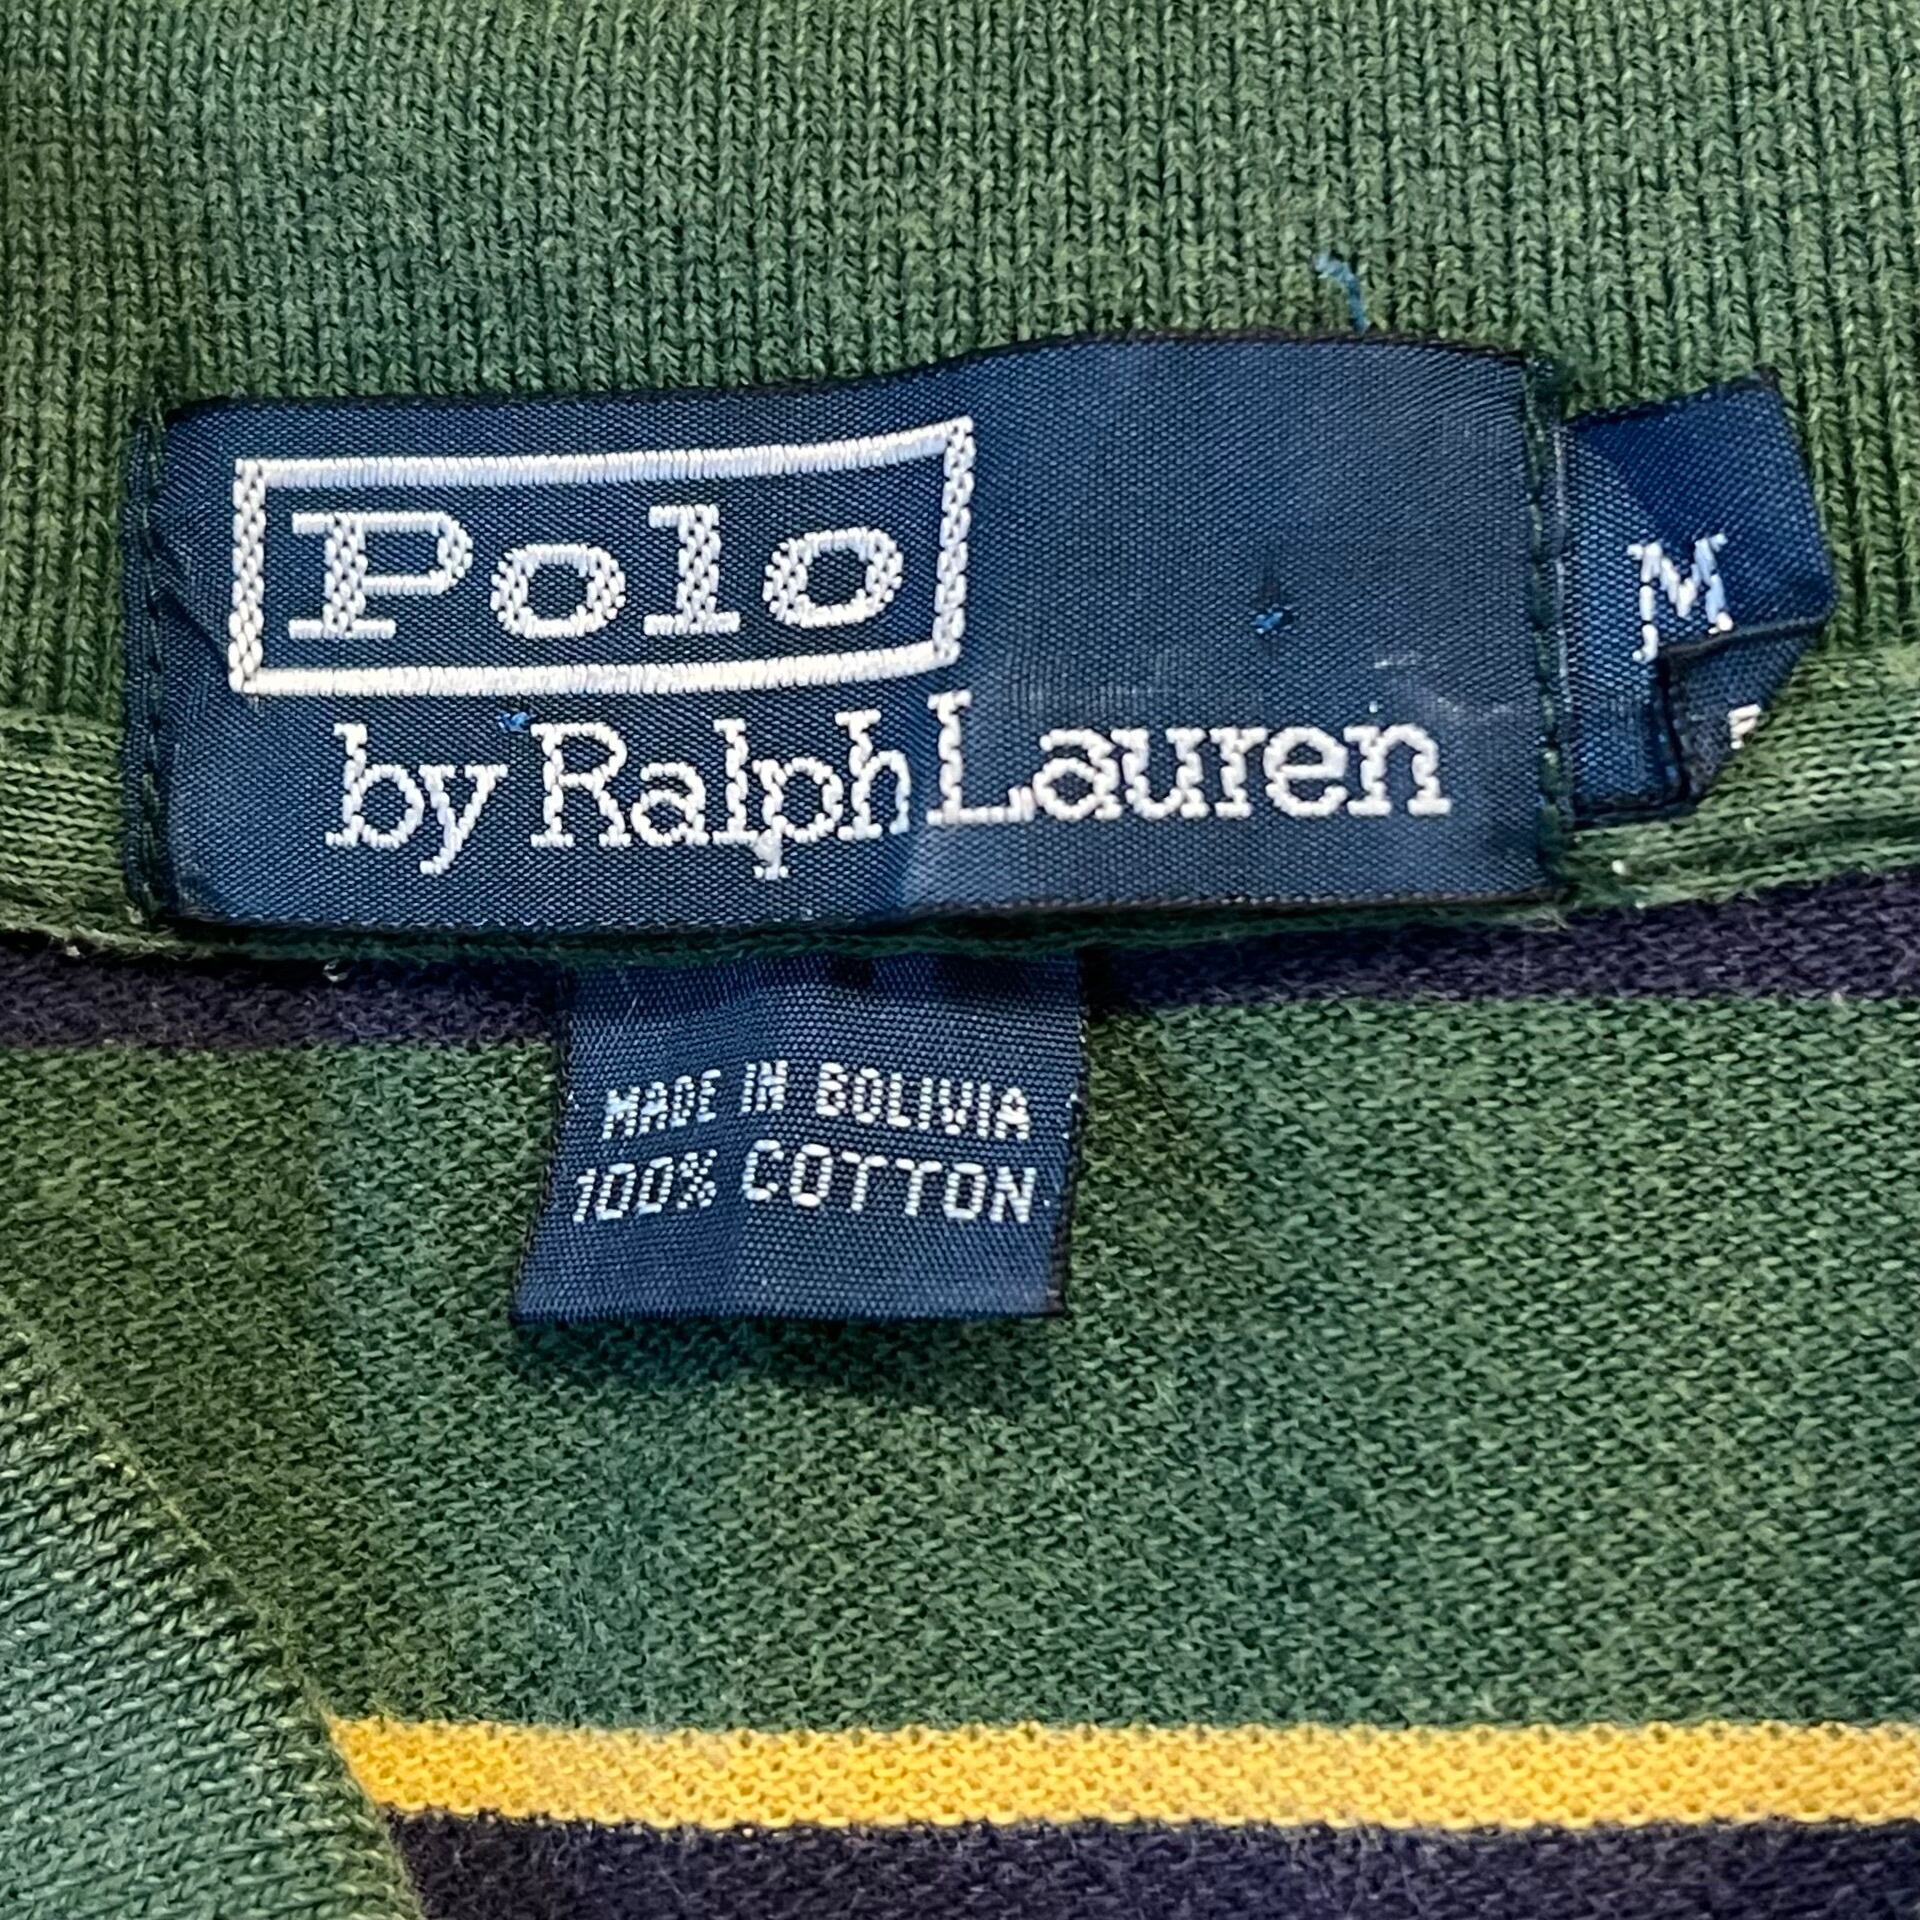 Polo
by Ralph Lauren
M
MADE IN BOLIVIA
100% COTTON